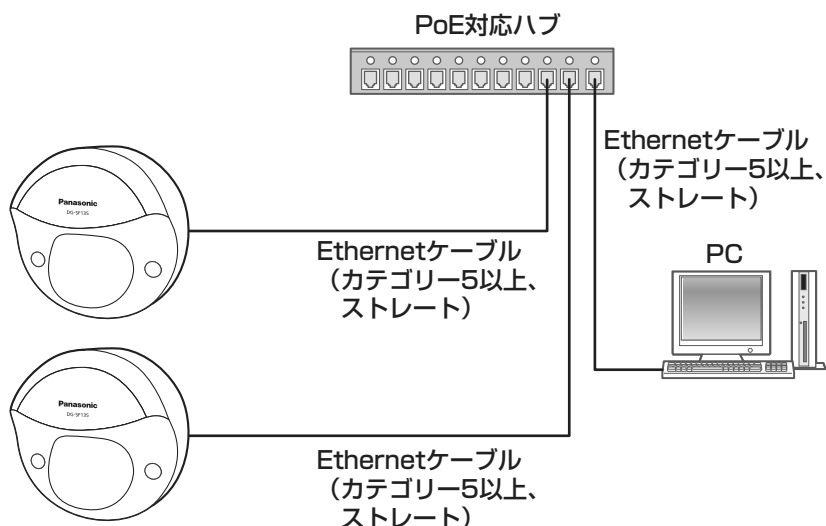 PoE対応ハブ
Ethernetケーブル
（カテゴリー5以上、
ストレート）
PC
Panasonic
DG-SF135
Ethernetケーブル
（カテゴリー5以上、
ストレート）
Panasonic
DG-SF135
Ethernetケーブル
（カテゴリー5以上、
ストレート）